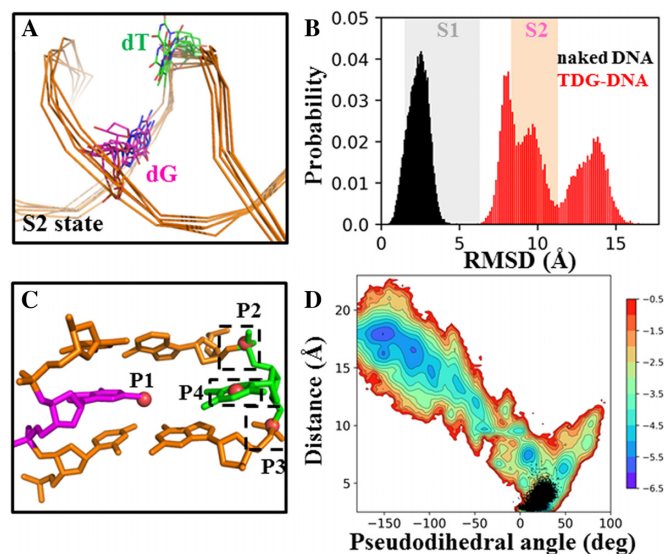 A
dT
dG
S2 state
B
S1
S2
naked DNA
TDG-DNA
Probability
0.05
0.04
0.03
0.02
0.01
0.00
0
5
10
15
RMSD (Å)
C
P2
P1
P4
P3
D
Distance (Å)
20
15
10
5
−150
−100
−50
0
50
100
Pseudodihedral angle (deg)
−0.5
−1.5
−2.5
−3.5
−4.5
−5.5
−6.5